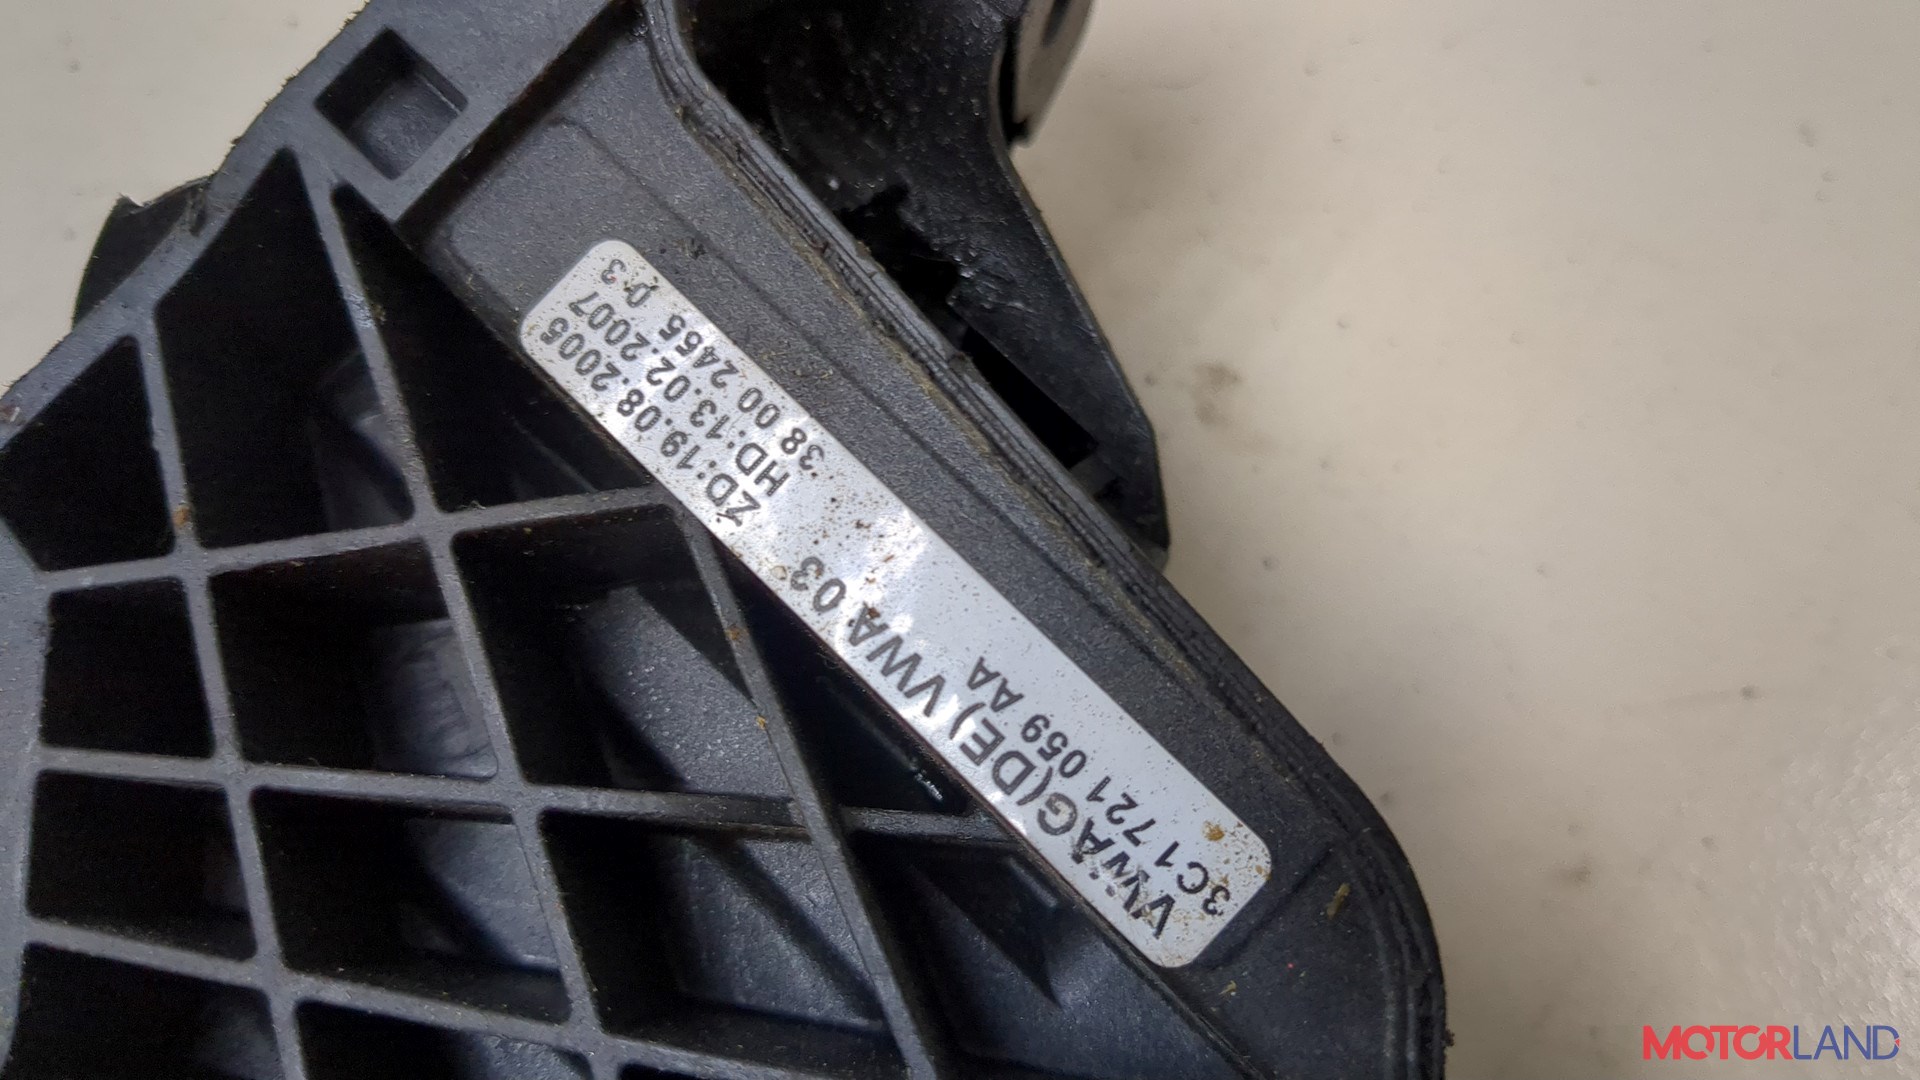 VWAG(DE) VWA 03
3C1 721 059 AA
ZD:19.08.2005
HD:13.02.2007
38 00 2455 0-3
MOTORLAND